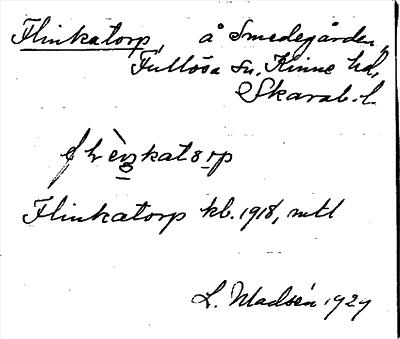 Flinkatorp, å Smedegården,
Fullösa sn, Kinne hd,
Skarab. l.
Flinkatorp kb. 1918, mtl
L. Madsén 1929